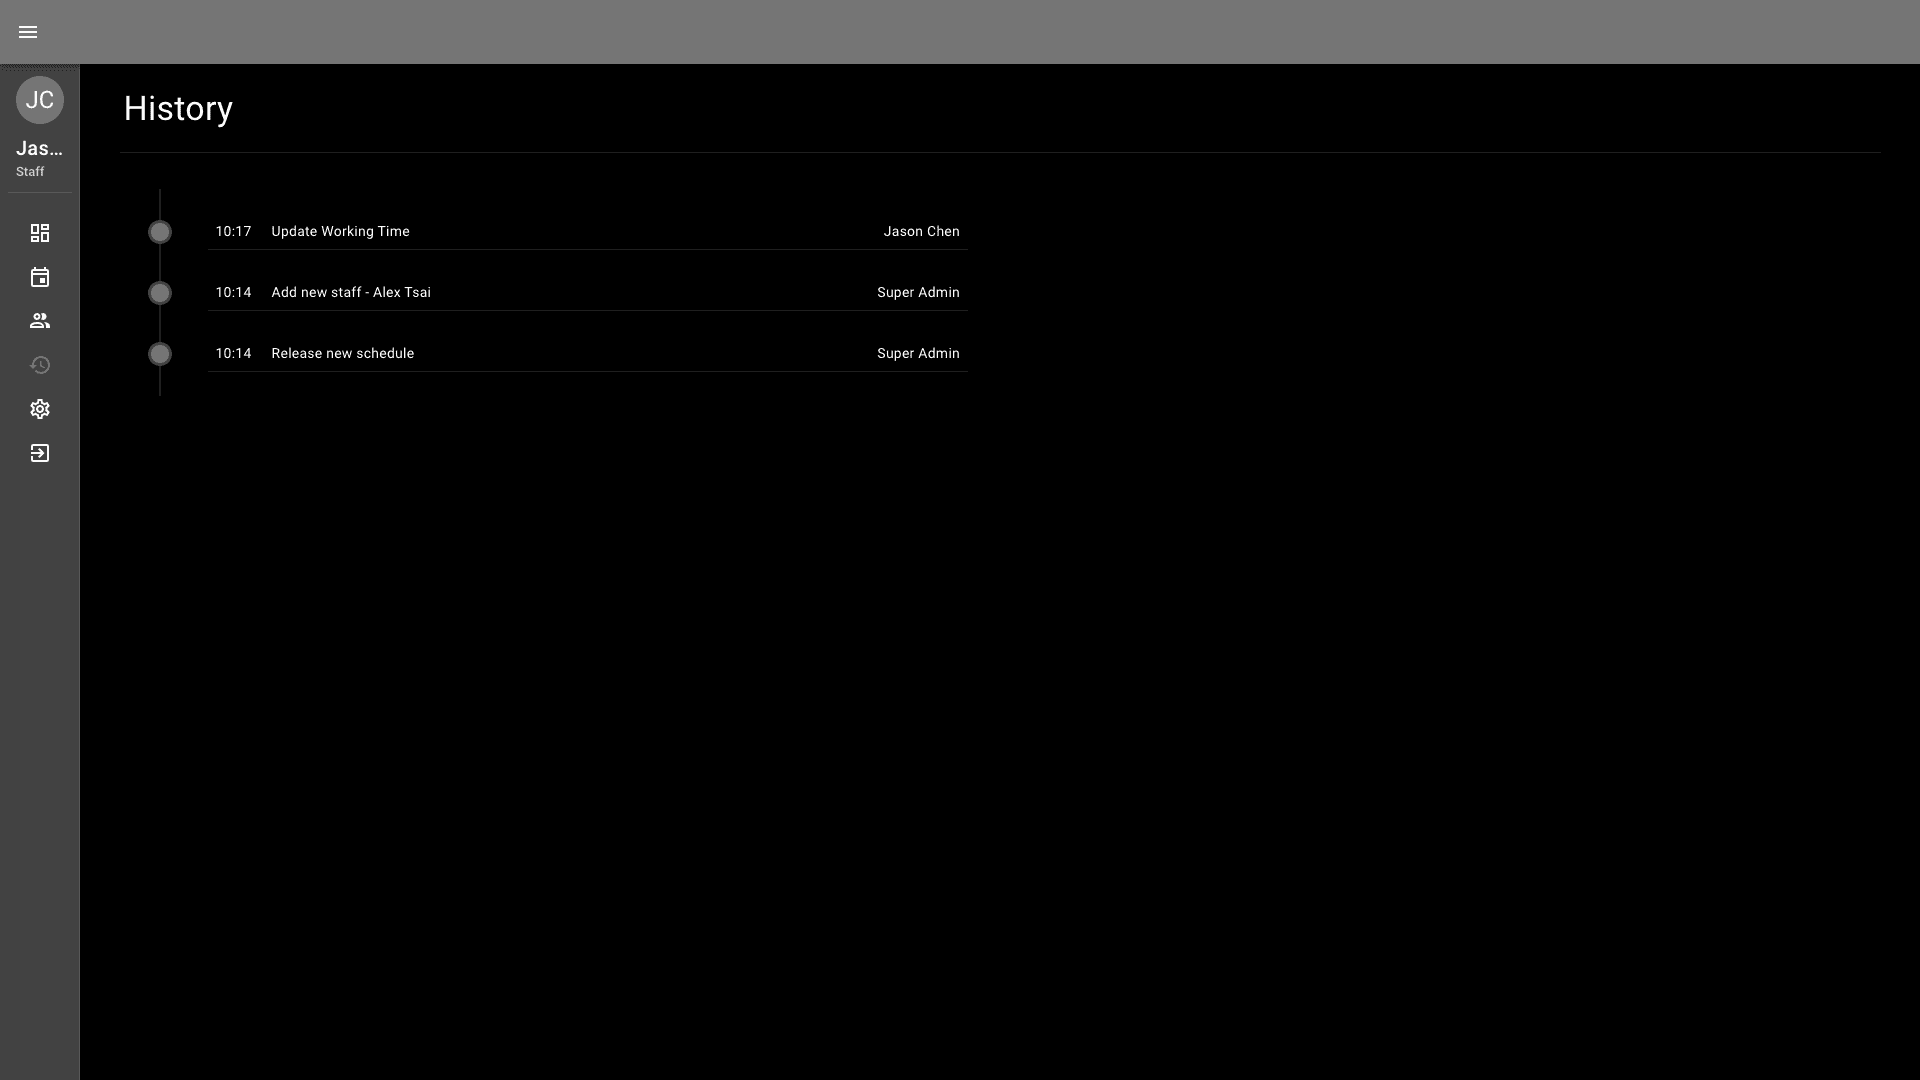 JC
Jas...
Staff
History
10:17 Update Working Time Jason Chen
10:14 Add new staff - Alex Tsai Super Admin
10:14 Release new schedule Super Admin